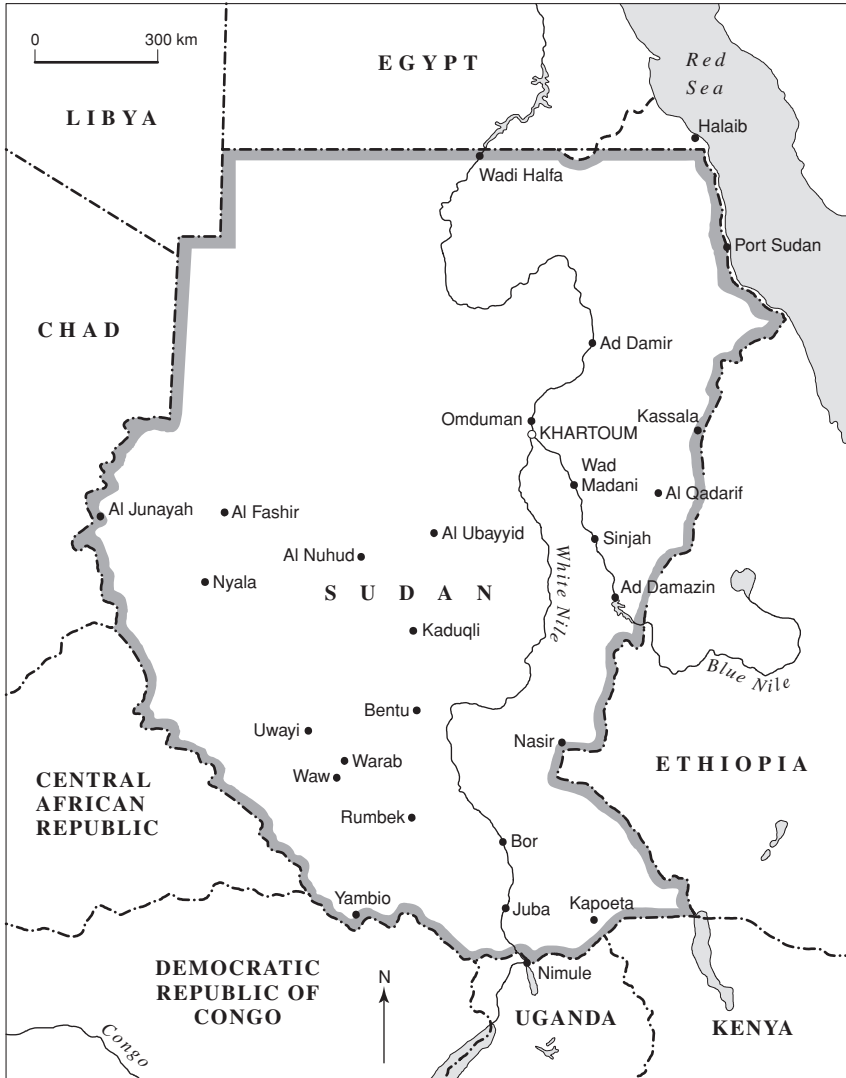 0 300 km
EGYPT
Red
Sea
LIBYA
Halaib
Wadi Halfa
Port Sudan
CHAD
Ad Damir
Omduman
Kassala
KHARTOUM
Wad
Madani
Al Qadarif
Al Junayah
Al Fashir
Al Ubayyid
Sinjah
Al Nuhud
White Nile
Nyala
SUDAN
Ad Damazin
Kaduqli
Blue Nile
Bentu
Uwayi
Nasir
Warab
ETHIOPIA
Waw
CENTRAL
AFRICAN
REPUBLIC
Rumbek
Bor
Yambio
Juba
Kapoeta
DEMOCRATIC
REPUBLIC OF
CONGO
N
Nimule
UGANDA
KENYA
Congo